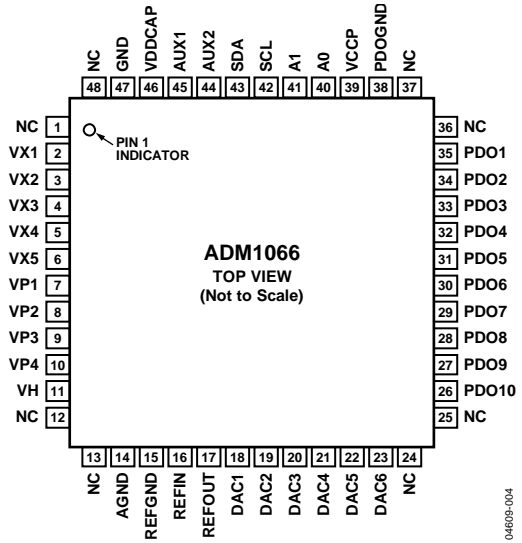 NC
GND
VDDCAP
AUX1
AUX2
SDA
SCL
A1
A0
VCCP
PDOGND
NC
48 47 46 45 44 43 42 41 40 39 38 37
NC 1
VX1 2
VX2 3
VX3 4
VX4 5
VX5 6
VP1 7
VP2 8
VP3 9
VP4 10
VH 11
NC 12
PIN 1
INDICATOR
ADM1066
TOP VIEW
(Not to Scale)
36 NC
35 PDO1
34 PDO2
33 PDO3
32 PDO4
31 PDO5
30 PDO6
29 PDO7
28 PDO8
27 PDO9
26 PDO10
25 NC
13 14 15 16 17 18 19 20 21 22 23 24
NC
AGND
REFGND
REFIN
REFOUT
DAC1
DAC2
DAC3
DAC4
DAC5
DAC6
NC
04609-004